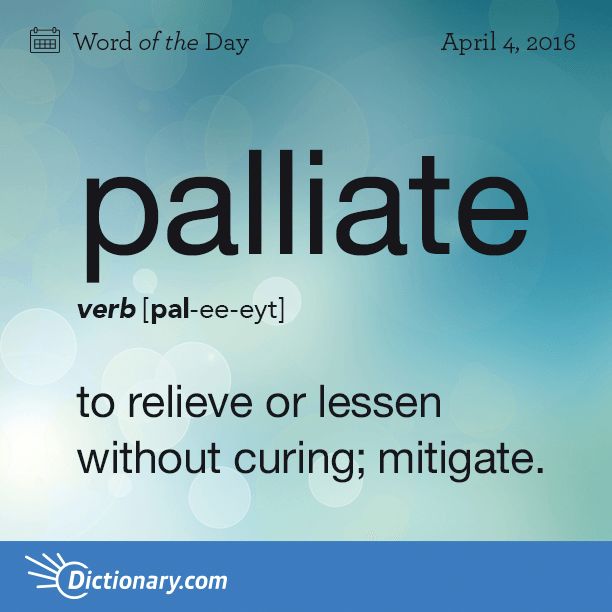 Word of the Day
April 4, 2016
palliate
verb [pal-ee-eyt]
to relieve or lessen
without curing; mitigate.
Dictionary.com